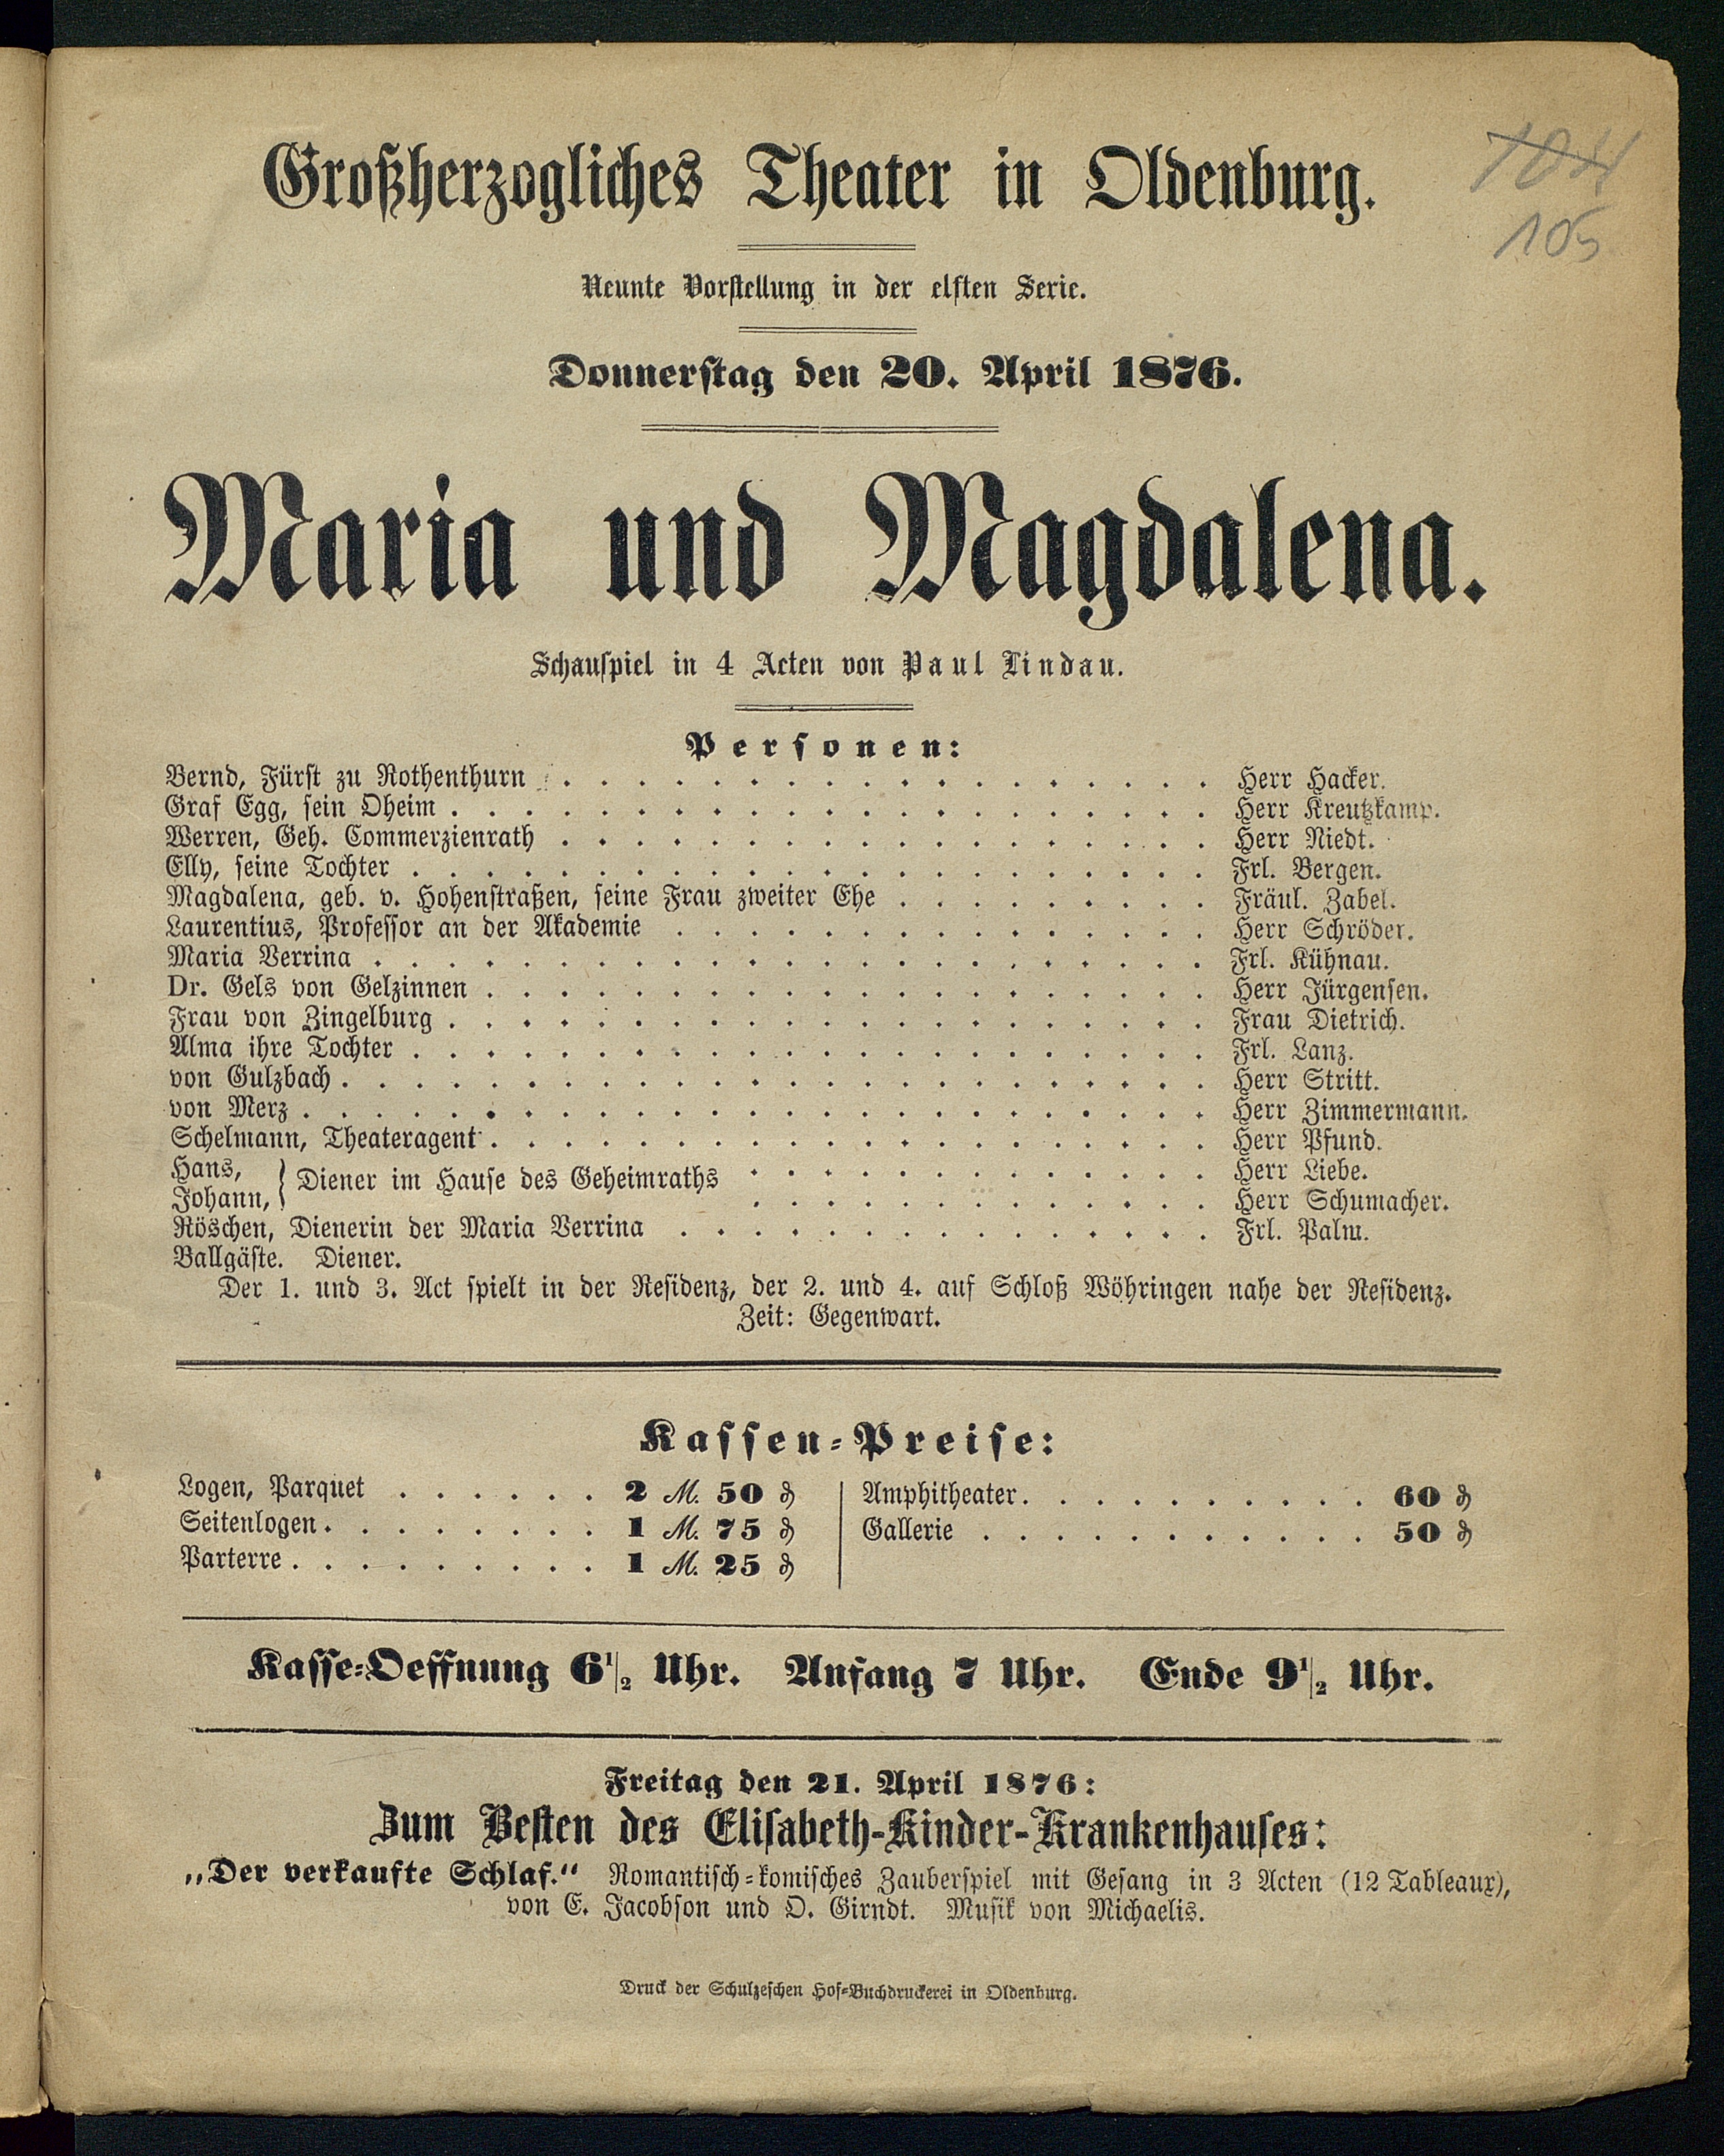 Großherzogliches Theater in Oldenburg.
104
105
Neunte Vorstellung in der elften Serie.
Donnerstag den 20. April 1876.
Maria und Magdalena.
Schauspiel in 4 Acten von Paul Lindau.
Personen:
Bernd, Fürst zu Rothenthurn . . . . . . . . . . . . . . . . . . Herr Hacker.
Graf Egg, sein Oheim . . . . . . . . . . . . . . . . . . . . . Herr Kreutzkamp.
Werren, Geh. Commerzienrath . . . . . . . . . . . . . . . . . . Herr Niedt.
Elly, seine Tochter . . . . . . . . . . . . . . . . . . . . . . Frl. Bergen.
Magdalena, geb. v. Hohenstraßen, seine Frau zweiter Ehe . . . . . . . . . Fräul. Zabel.
Laurentius, Professor an der Akademie . . . . . . . . . . . . . . . Herr Schröder.
Maria Verrina . . . . . . . . . . . . . . . . . . . . . . . Frl. Kühnau.
Dr. Gels von Gelzinnen . . . . . . . . . . . . . . . . . . . . Herr Jürgensen.
Frau von Zingelburg . . . . . . . . . . . . . . . . . . . . . Frau Dietrich.
Alma ihre Tochter . . . . . . . . . . . . . . . . . . . . . . Frl. Lanz.
von Gulzbach . . . . . . . . . . . . . . . . . . . . . . . . Herr Stritt.
von Merz . . . . . . . . . . . . . . . . . . . . . . . . . Herr Zimmermann.
Schelmann, Theateragent . . . . . . . . . . . . . . . . . . . . Herr Pfund.
Hans, . . . . . . . . . . . . . Herr Liebe.
Diener im Hause des Geheimraths
Johann, . . . . . . . . . . . . . Herr Schumacher.
Röschen, Dienerin der Maria Verrina . . . . . . . . . . . . . . . Frl. Palm.
Ballgäste. Diener.
Der 1. und 3. Act spielt in der Residenz, der 2. und 4. auf Schloß Wöhringen nahe der Residenz.
Zeit: Gegenwart.
Kassen-Preise:
Logen, Parquet . . . . . . 2 M. 50 ₰
Seitenlogen . . . . . . . . 1 M. 75 ₰
Parterre . . . . . . . . . 1 M. 25 ₰
Amphitheater . . . . . . . . . . 60 ₰
Gallerie . . . . . . . . . . . 50 ₰
Kasse-Oeffnung 6½ Uhr. Anfang 7 Uhr. Ende 9½ Uhr.
Freitag den 21. April 1876:
Zum Besten des Elisabeth-Kinder-Krankenhauses:
„Der verkaufte Schlaf.“ Romantisch-komisches Zauberspiel mit Gesang in 3 Acten (12 Tableaux),
von E. Jacobson und O. Girndt. Musik von Michaelis.
Druck der Schulzeschen Hof-Buchdruckerei in Oldenburg.